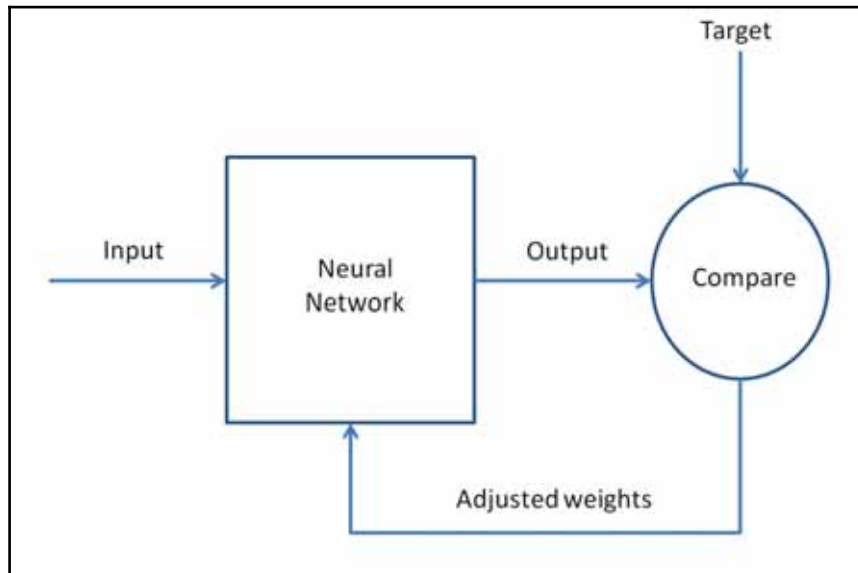 Target
Input
Neural
Network
Output
Compare
Adjusted weights